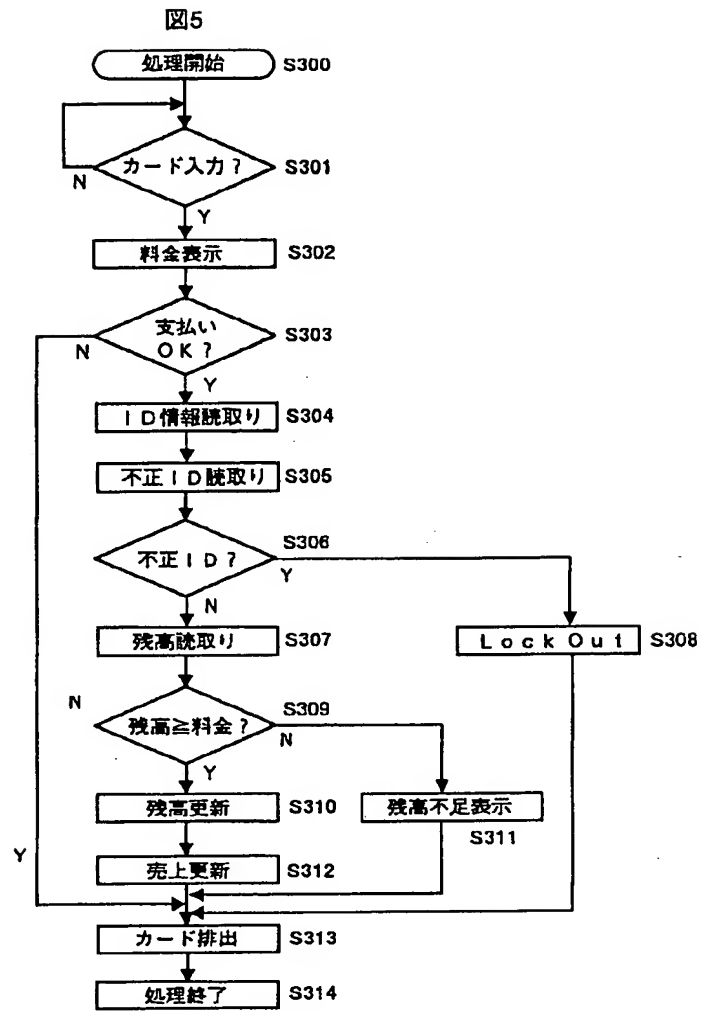 図5
処理開始 S300
カード入力? S301
N
Y
料金表示 S302
支払い
OK? S303
N
Y
ID情報読取り S304
不正ID読取り S305
不正ID? S306
Y
N
残高読取り S307
Lock Out S308
N
残高≧料金? S309
N
Y
残高更新 S310
残高不足表示
S311
Y
売上更新 S312
カード排出 S313
処理終了 S314